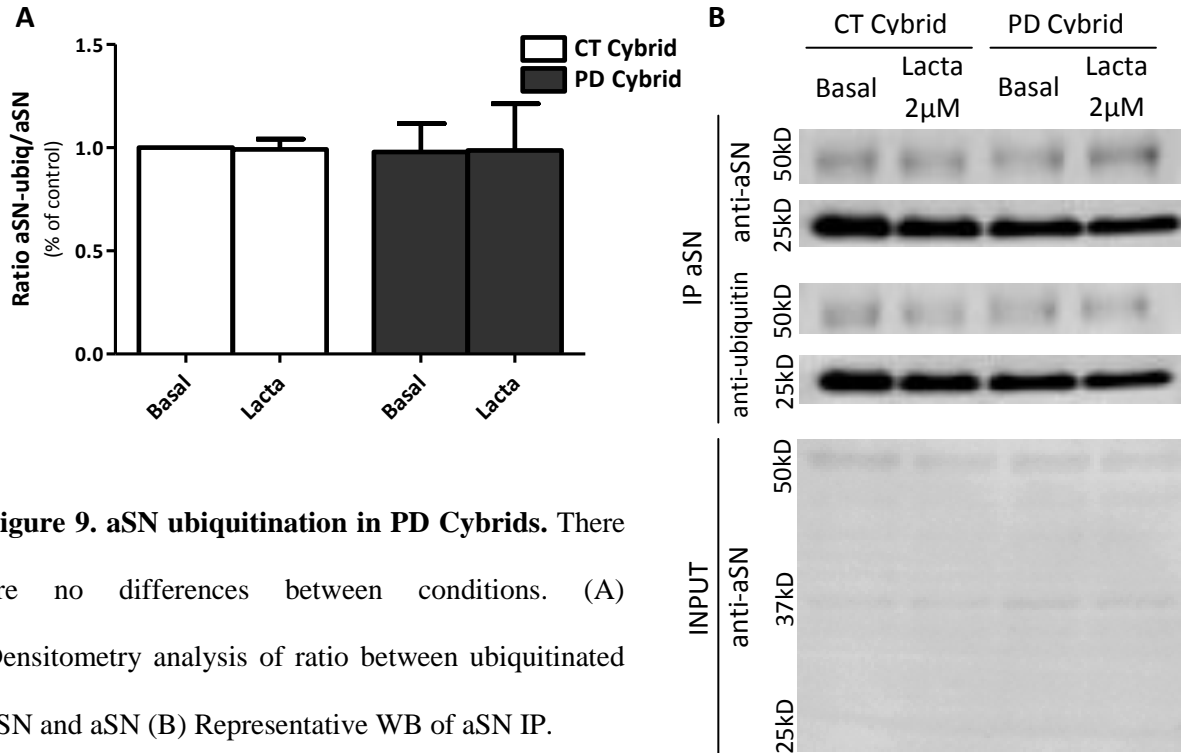 A
1.5
1.0
0.5
0.0
Ratio aSN-ubiq/aSN
(% of control)
CT Cybrid
PD Cybrid
Basal
Lacta
Basal
Lacta
B
CT Cybrid PD Cybrid
Basal Lacta 2µM Basal Lacta 2µM
IP aSN
anti-aSN
50kD
25kD
anti-ubiquitin
50kD
25kD
INPUT
anti-aSN
50kD
37kD
25kD
igure 9. aSN ubiquitination in PD Cybrids. There
re no differences between conditions. (A)
Densitometry analysis of ratio between ubiquitinated
SN and aSN (B) Representative WB of aSN IP.